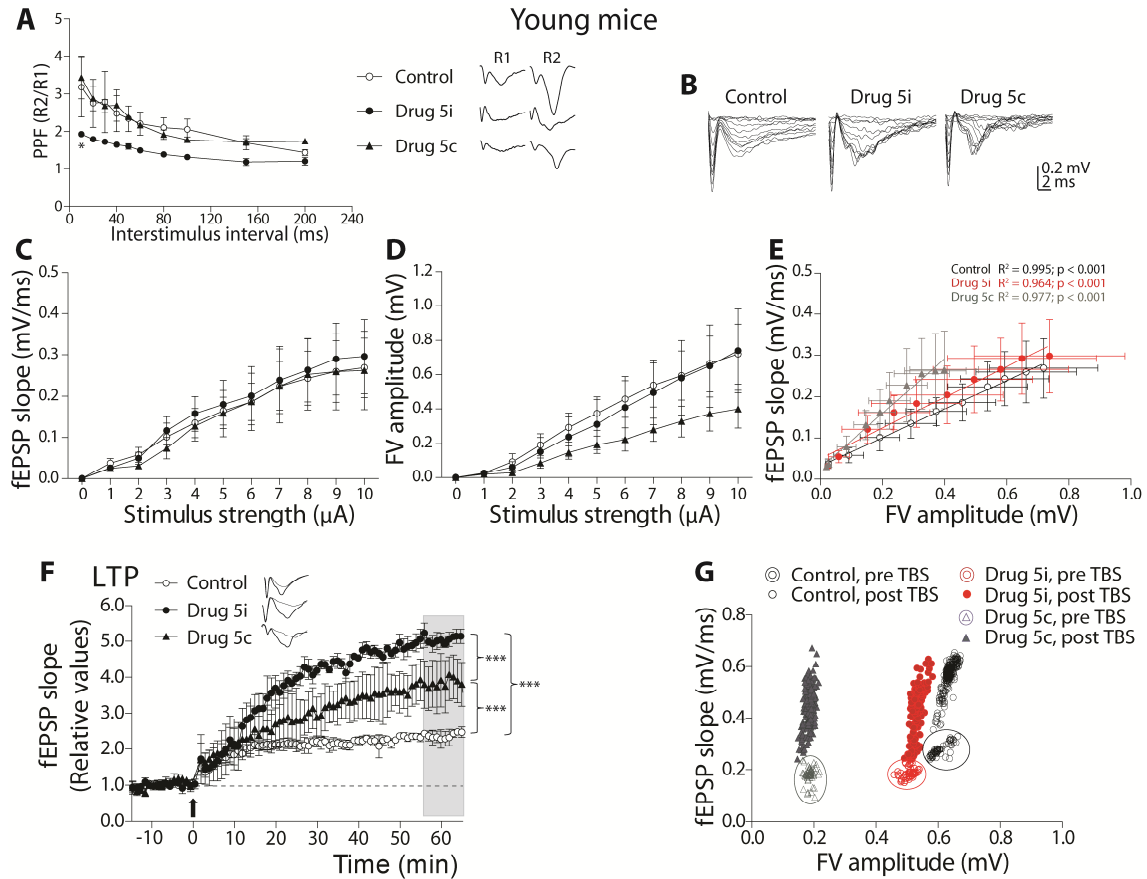 Young mice
A
5
4
3
2
1
0
PPF (R2/R1)
*
0 40 80 120 160 200 240
Interstimulus interval (ms)
Control
Drug 5i
Drug 5c
R1 R2
B
Control Drug 5i Drug 5c
0.2 mV
2 ms
C
0.5
0.4
0.3
0.2
0.1
0.0
fEPSP slope (mV/ms)
0 1 2 3 4 5 6 7 8 9 10
Stimulus strength (µA)
D
1.2
1.0
0.8
0.6
0.4
0.2
0.0
FV amplitude (mV)
0 1 2 3 4 5 6 7 8 9 10
Stimulus strength (µA)
E
Control R² = 0.995; p < 0.001
Drug 5i R² = 0.964; p < 0.001
Drug 5c R² = 0.977; p < 0.001
0.5
0.4
0.3
0.2
0.1
0.0
fEPSP slope (mV/ms)
0.0 0.2 0.4 0.6 0.8 1.0
FV amplitude (mV)
F
LTP
Control
Drug 5i
Drug 5c
6.0
5.0
4.0
3.0
2.0
1.0
0.0
fEPSP slope
(Relative values)
***
***
***
-10 0 10 20 30 40 50 60
Time (min)
G
Control, pre TBS
Control, post TBS
Drug 5i, pre TBS
Drug 5i, post TBS
Drug 5c, pre TBS
Drug 5c, post TBS
0.8
0.6
0.4
0.2
0.0
fEPSP slope (mV/ms)
0.0 0.2 0.4 0.6 0.8 1.0
FV amplitude (mV)